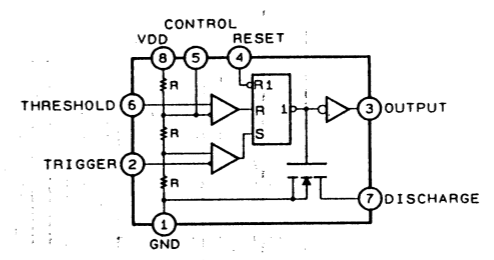 CONTROL
VDD RESET
8 5 4
R R1
THRESHOLD 6 R 1 3 OUTPUT
R S
TRIGGER 2
R
7 DISCHARGE
1
GND